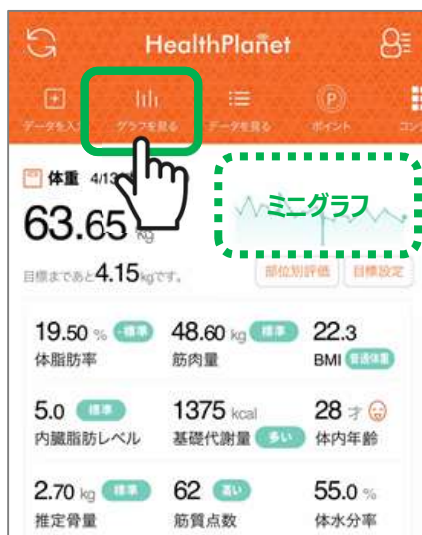 HealthPlanet
データを入
グラフを見る
データを見る
ポイント
コン
体重 4/13
63.65 kg
ミニグラフ
目標まであと4.15kgです。
部位別評価
目標設定
19.50 % -標準
体脂肪率
48.60 kg 標準
筋肉量
22.3
BMI 普通体重
5.0 標準
内臓脂肪レベル
1375 kcal
基礎代謝量 多い
28 才
体内年齢
2.70 kg 標準
推定骨量
62 高い
筋質点数
55.0 %
体水分率